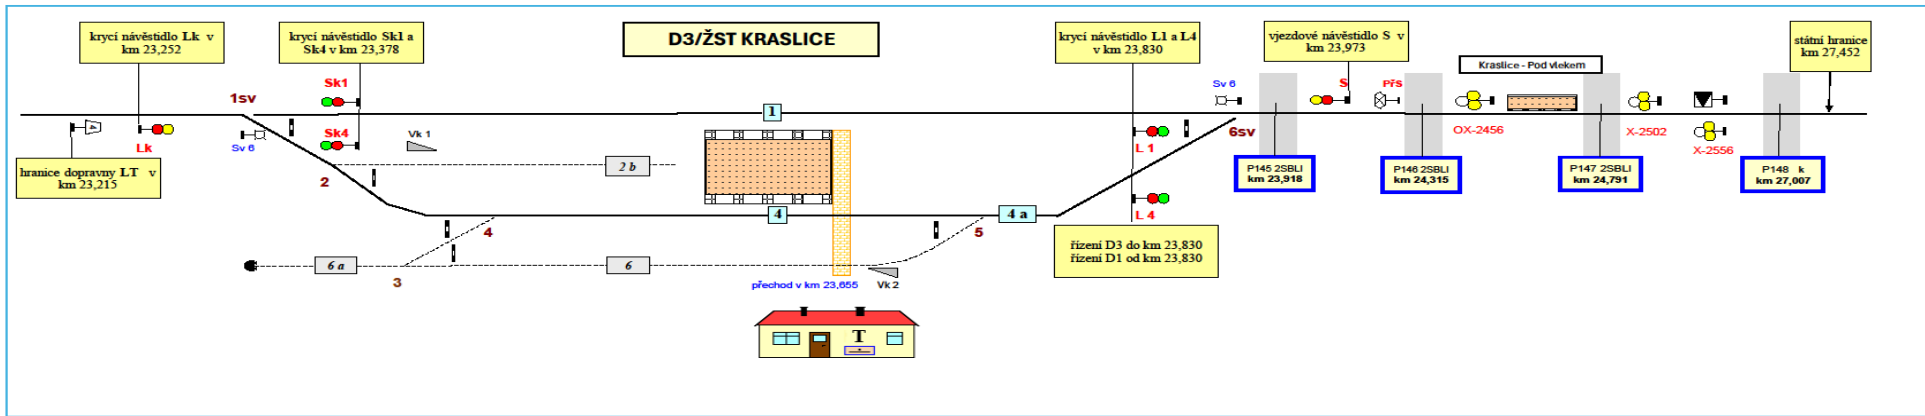 krycí návěstidlo Lk v
km 23,252
krycí návěstidlo Sk1 a
Sk4 v km 23,378
D3/ŽST KRASLICE
krycí návěstidlo L1 a L4
v km 23,830
vjezdové návěstidlo S v
km 23,973
státní hranice
km 27,452
Kraslice - Pod vlekem
Sk1
Sv 6
S
PřS
1sv
1
4
Lk
Sv 6
Sk4
Vk 1
L 1
6sv
OX-2456
X-2502
X-2556
hranice dopravny LT v
km 23,215
2
2 b
P145 2SBLI
km 23,918
P146 2SBLI
km 24,315
P147 2SBLI
km 24,791
P148 k
km 27,007
4
4
4 a
5
L 4
řízení D3 do km 23,830
řízení D1 od km 23,830
6 a
3
6
přechod v km 23,655
Vk 2
T